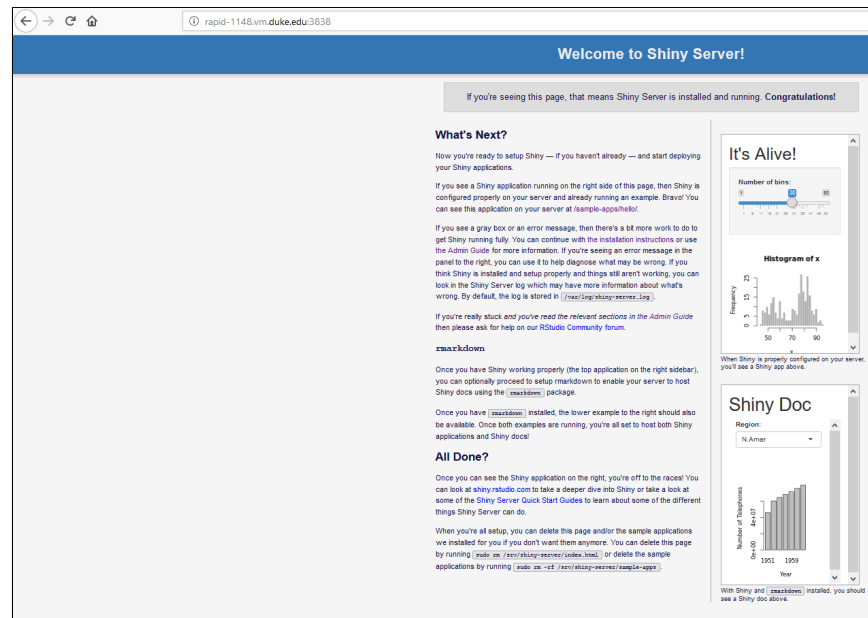 rapid-1148.vm.duke.edu:3838
Welcome to Shiny Server!
If you're seeing this page, that means Shiny Server is installed and running. Congratulations!
What's Next?
Now you're ready to setup Shiny — if you haven't already — and start deploying
your Shiny applications.
If you see a Shiny application running on the right side of this page, then Shiny is
configured properly on your server and already running an example. Bravo! You
can see this application on your server at /sample-apps/hello/.
If you see a gray box or an error message, then there's a bit more work to do to
get Shiny running fully. You can continue with the installation instructions or use
the Admin Guide for more information. If you're seeing an error message in the
panel to the right, you can use it to help diagnose what may be wrong. If you
think Shiny is installed and setup properly and things still aren't working, you can
look in the Shiny Server log which may have more information about what's
wrong. By default, the log is stored in /var/log/shiny-server.log.
If you're really stuck and you've read the relevant sections in the Admin Guide
then please ask for help on our RStudio Community forum.
rmarkdown
Once you have Shiny working properly (the top application on the right sidebar),
you can optionally proceed to setup rmarkdown to enable your server to host
Shiny docs using the rmarkdown package.
Once you have rmarkdown installed, the lower example to the right should also
be available. Once both examples are running, you're all set to host both Shiny
applications and Shiny docs!
All Done?
Once you can see the Shiny application on the right, you're off to the races! You
can look at shiny.rstudio.com to take a deeper dive into Shiny or take a look at
some of the Shiny Server Quick Start Guides to learn about some of the different
things Shiny Server can do.
When you're all setup, you can delete this page and/or the sample applications
we installed for you if you don't want them anymore. You can delete this page
by running sudo rm /srv/shiny-server/index.html or delete the sample
applications by running sudo rm -rf /srv/shiny-server/sample-apps.
It's Alive!
Number of bins:
1 30 50
Histogram of x
Frequency
0 5 15 25
50 70 90
x
When Shiny is properly configured on your server,
you'll see a Shiny app above.
Shiny Doc
Region:
N.Amer
Number of Telephones
0e+00 4e+07
1951 1959
Year
With Shiny and rmarkdown installed, you should
see a Shiny doc above.